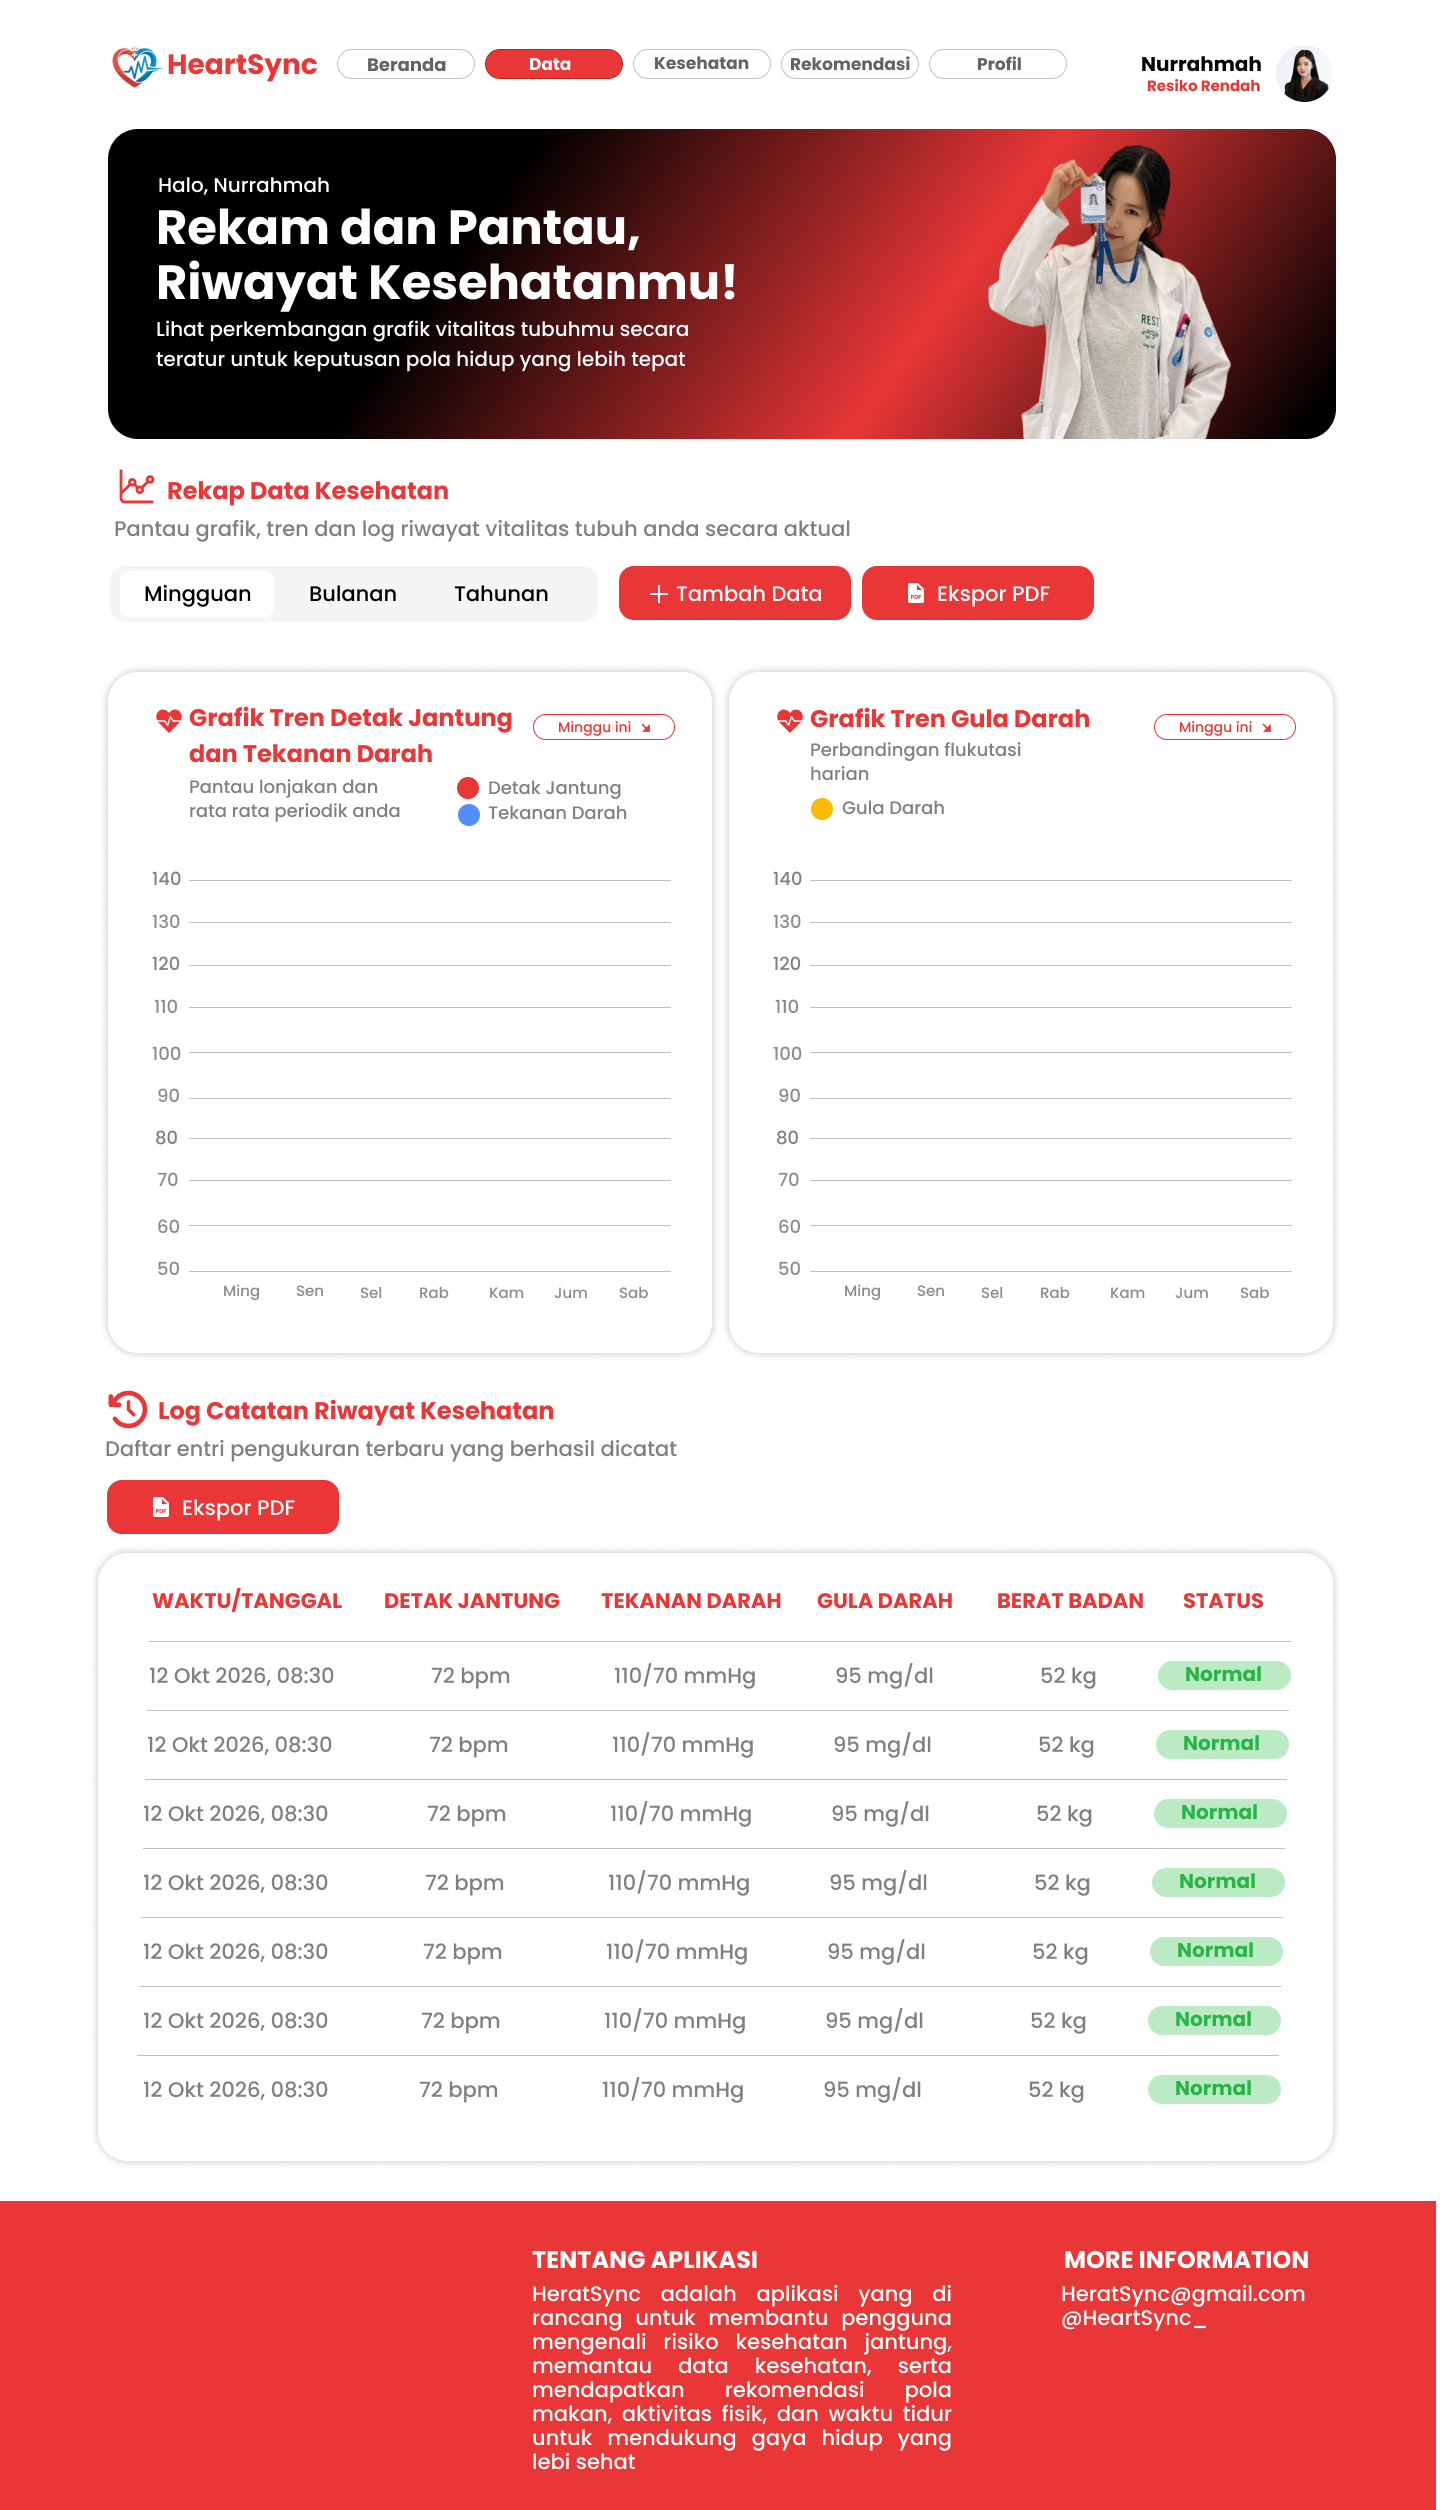 HeartSync
Beranda
Data
Kesehatan
Rekomendasi
Profil
Nurrahmah
Resiko Rendah
Halo, Nurrahmah
Rekam dan Pantau,
Riwayat Kesehatanmu!
Lihat perkembangan grafik vitalitas tubuhmu secara
teratur untuk keputusan pola hidup yang lebih tepat
REST
Rekap Data Kesehatan
Pantau grafik, tren dan log riwayat vitalitas tubuh anda secara aktual
Mingguan
Bulanan
Tahunan
Tambah Data
PDF
Ekspor PDF
Grafik Tren Detak Jantung
dan Tekanan Darah
Minggu ini
Pantau lonjakan dan
rata rata periodik anda
Detak Jantung
Tekanan Darah
140
130
120
110
100
90
80
70
60
50
Ming Sen Sel Rab Kam Jum Sab
Grafik Tren Gula Darah
Minggu ini
Perbandingan flukutasi
harian
Gula Darah
140
130
120
110
100
90
80
70
60
50
Ming Sen Sel Rab Kam Jum Sab
Log Catatan Riwayat Kesehatan
Daftar entri pengukuran terbaru yang berhasil dicatat
PDF
Ekspor PDF
WAKTU/TANGGAL DETAK JANTUNG TEKANAN DARAH GULA DARAH BERAT BADAN STATUS
12 Okt 2026, 08:30 72 bpm 110/70 mmHg 95 mg/dl 52 kg Normal
12 Okt 2026, 08:30 72 bpm 110/70 mmHg 95 mg/dl 52 kg Normal
12 Okt 2026, 08:30 72 bpm 110/70 mmHg 95 mg/dl 52 kg Normal
12 Okt 2026, 08:30 72 bpm 110/70 mmHg 95 mg/dl 52 kg Normal
12 Okt 2026, 08:30 72 bpm 110/70 mmHg 95 mg/dl 52 kg Normal
12 Okt 2026, 08:30 72 bpm 110/70 mmHg 95 mg/dl 52 kg Normal
12 Okt 2026, 08:30 72 bpm 110/70 mmHg 95 mg/dl 52 kg Normal
TENTANG APLIKASI
HeratSync adalah aplikasi yang di
rancang untuk membantu pengguna
mengenali risiko kesehatan jantung,
memantau data kesehatan, serta
mendapatkan rekomendasi pola
makan, aktivitas fisik, dan waktu tidur
untuk mendukung gaya hidup yang
lebi sehat
MORE INFORMATION
HeratSync@gmail.com
@HeartSync_